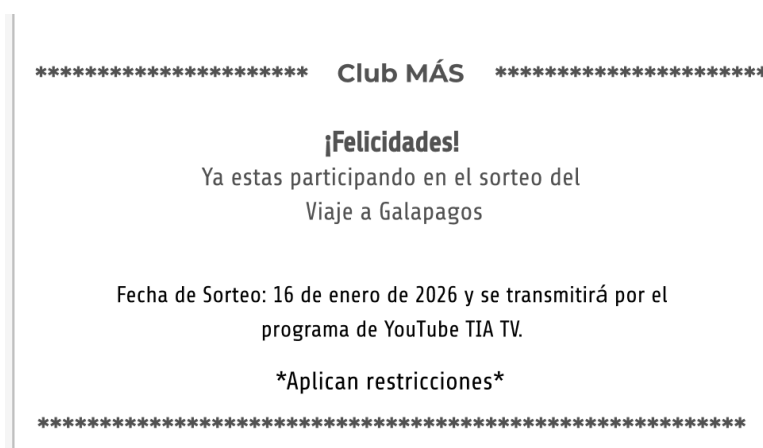 ********************** Club MÁS **********************
¡Felicidades!
Ya estas participando en el sorteo del
Viaje a Galapagos
Fecha de Sorteo: 16 de enero de 2026 y se transmitirá por el
programa de YouTube TIA TV.
*Aplican restricciones*
*********************************************************